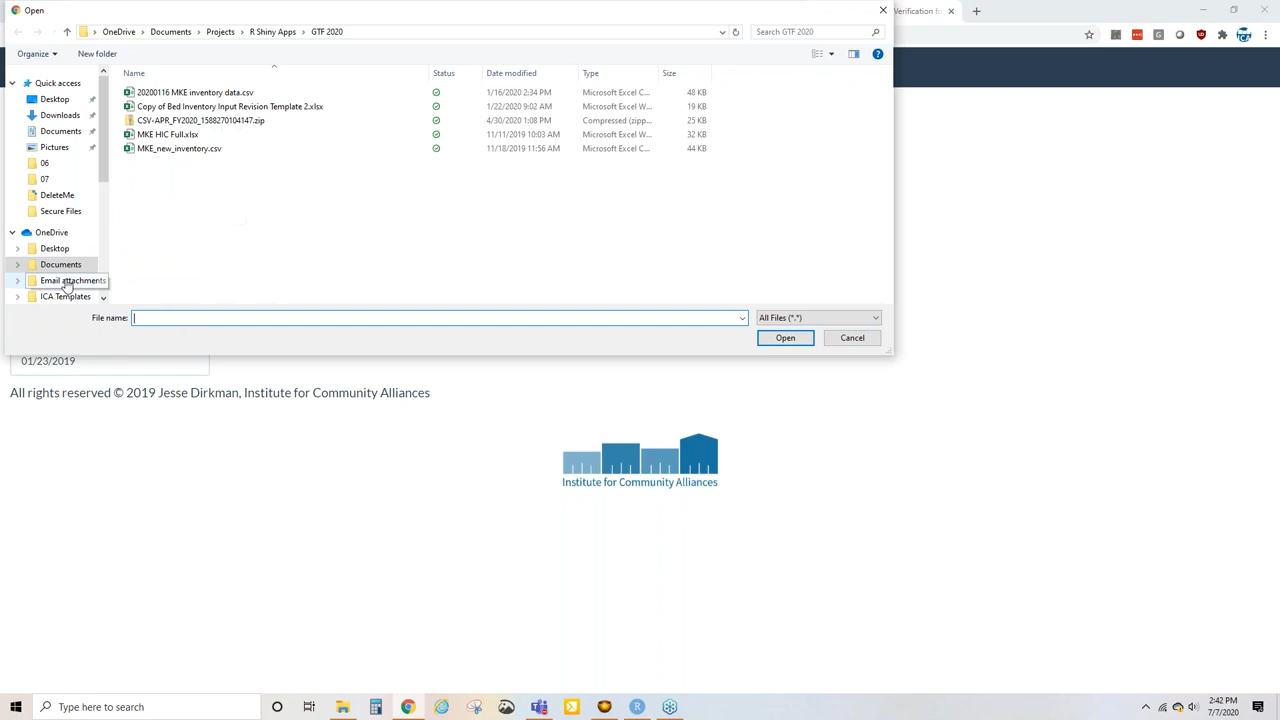 Open
Verification fo
OneDrive > Documents > Projects > R Shiny Apps > GTF 2020
Search GTF 2020
Organize New folder
Name Status Date modified Type Size
Quick access
Desktop
Downloads
Documents
Pictures
06
07
DeleteMe
Secure Files
OneDrive
Desktop
Documents
Email attachments
ICA Templates
20200116 MKE inventory data.csv 1/16/2020 2:34 PM Microsoft Excel C... 48 KB
Copy of Bed Inventory Input Revision Template 2.xlsx 1/22/2020 9:02 AM Microsoft Excel W... 19 KB
CSV-APR_FY2020_1588270104147.zip 4/30/2020 1:08 PM Compressed (zipp... 25 KB
MKE HIC Full.xlsx 11/11/2019 10:03 AM Microsoft Excel W... 32 KB
MKE_new_inventory.csv 11/18/2019 11:56 AM Microsoft Excel C... 44 KB
File name: All Files (*.*)
Open Cancel
01/23/2019
All rights reserved © 2019 Jesse Dirkman, Institute for Community Alliances
Institute for Community Alliances
Type here to search
2:42 PM
7/7/2020